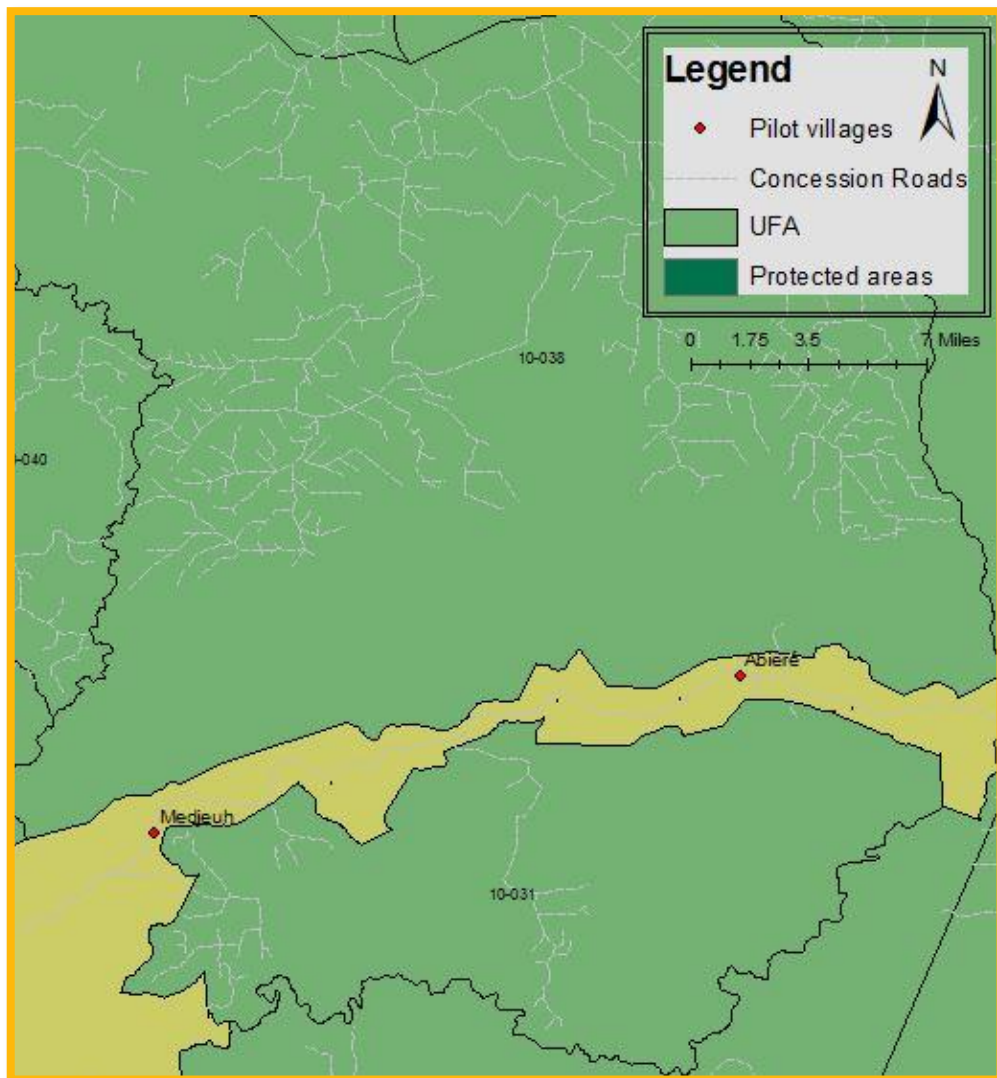 Legend
N
Pilot villages
Concession Roads
UFA
Protected areas
0 1.75 3.5 7 Miles
10-038
-040
Abieré
Medjeuh
10-031